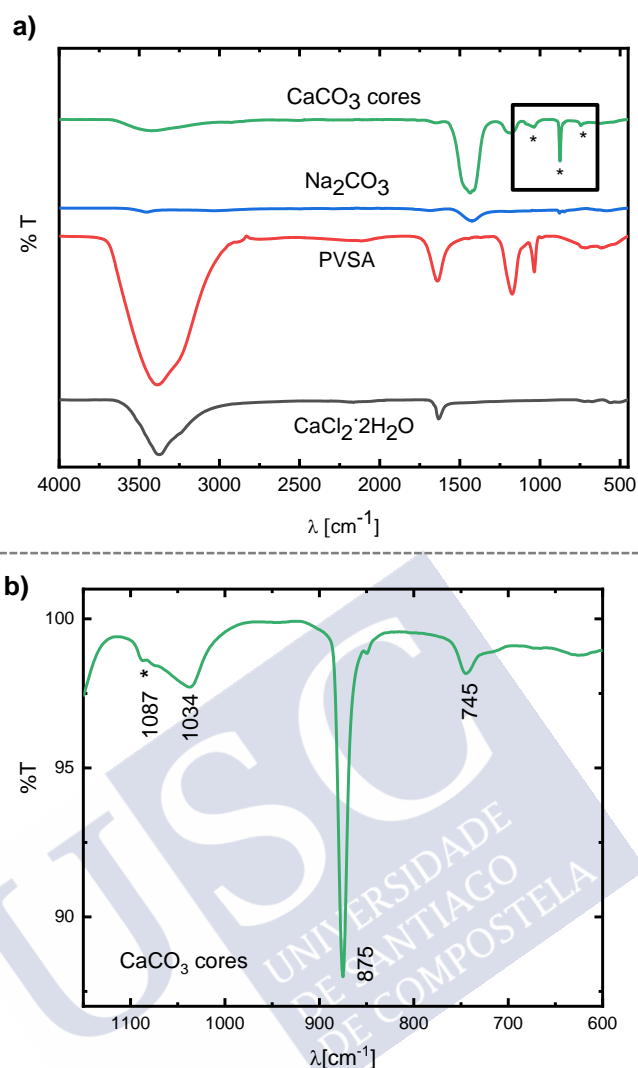 a)
CaCO3 cores
*
*
*
Na2CO3
PVSA
CaCl2·2H2O
%T
4000 3500 3000 2500 2000 1500 1000 500
λ [cm-1]
b)
100
95
90
%T
*
1087
1034
875
745
CaCO3 cores
1100 1000 900 800 700 600
λ[cm-1]
USC
UNIVERSIDADE
DE SANTIAGO
DE COMPOSTELA